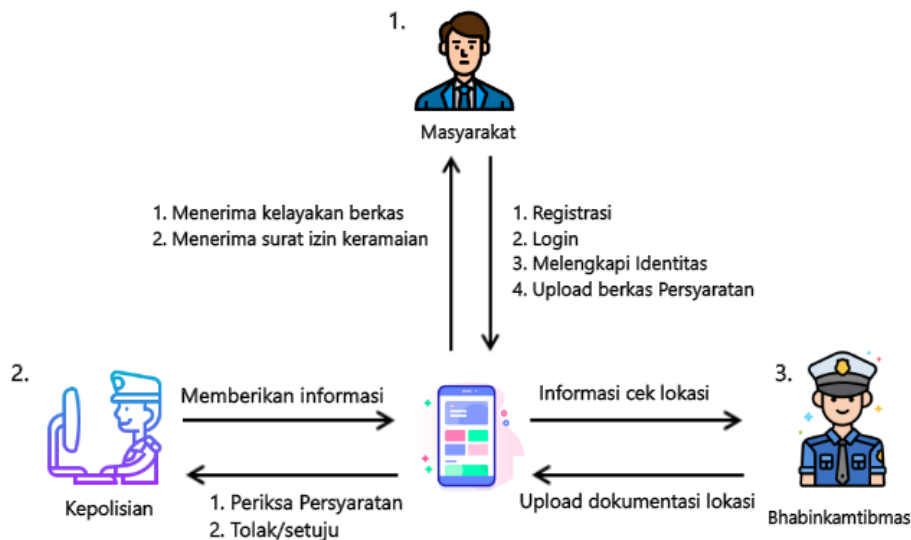 1.
Masyarakat
1. Menerima kelayakan berkas
2. Menerima surat izin keramaian
1. Registrasi
2. Login
3. Melengkapi Identitas
4. Upload berkas Persyaratan
2.
Memberikan informasi
Informasi cek lokasi
3.
Kepolisian
1. Periksa Persyaratan
2. Tolak/setuju
Upload dokumentasi lokasi
Bhabinkamtibmas